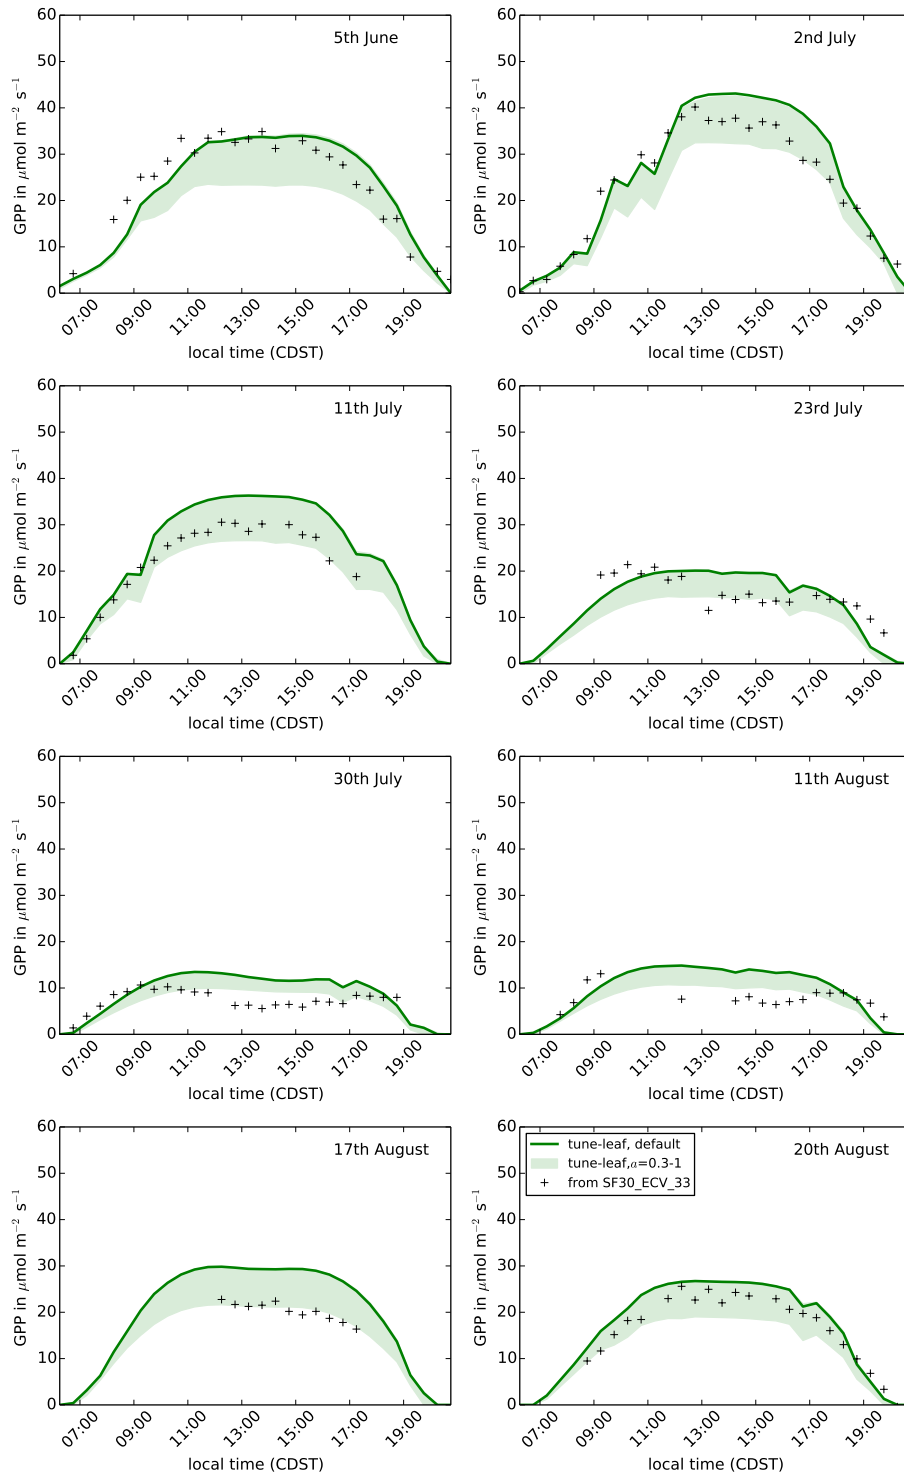 5th June
60
50
40
30
20
10
0
GPP in μmol m⁻² s⁻¹
07:00 09:00 11:00 13:00 15:00 17:00 19:00
local time (CDST)
2nd July
60
50
40
30
20
10
0
GPP in μmol m⁻² s⁻¹
07:00 09:00 11:00 13:00 15:00 17:00 19:00
local time (CDST)
11th July
60
50
40
30
20
10
0
GPP in μmol m⁻² s⁻¹
07:00 09:00 11:00 13:00 15:00 17:00 19:00
local time (CDST)
23rd July
60
50
40
30
20
10
0
GPP in μmol m⁻² s⁻¹
07:00 09:00 11:00 13:00 15:00 17:00 19:00
local time (CDST)
30th July
60
50
40
30
20
10
0
GPP in μmol m⁻² s⁻¹
07:00 09:00 11:00 13:00 15:00 17:00 19:00
local time (CDST)
11th August
60
50
40
30
20
10
0
GPP in μmol m⁻² s⁻¹
07:00 09:00 11:00 13:00 15:00 17:00 19:00
local time (CDST)
17th August
60
50
40
30
20
10
0
GPP in μmol m⁻² s⁻¹
07:00 09:00 11:00 13:00 15:00 17:00 19:00
local time (CDST)
20th August
tune-leaf, default
tune-leaf,a=0.3-1
from SF30_ECV_33
60
50
40
30
20
10
0
GPP in μmol m⁻² s⁻¹
07:00 09:00 11:00 13:00 15:00 17:00 19:00
local time (CDST)